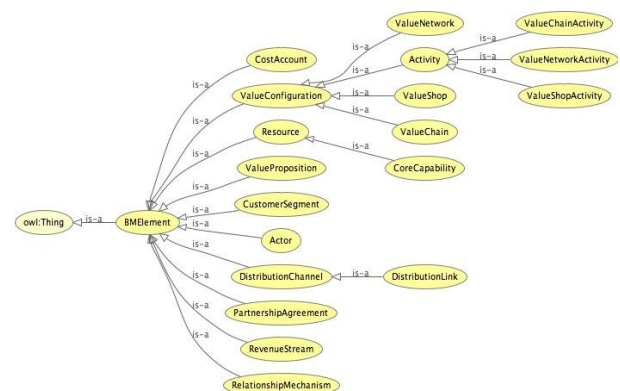 ValueNetwork
ValueChainActivity
is-a
is-a
CostAccount
Activity
is-a
ValueNetworkActivity
is-a
is-a
is-a
ValueConfiguration
is-a
ValueShop
ValueShopActivity
is-a
is-a
Resource
ValueChain
is-a
is-a
CoreCapability
ValueProposition
is-a
CustomerSegment
is-a
owl:Thing
is-a
BMElement
is-a
Actor
is-a
DistributionChannel
is-a
DistributionLink
is-a
PartnershipAgreement
is-a
RevenueStream
is-a
RelationshipMechanism